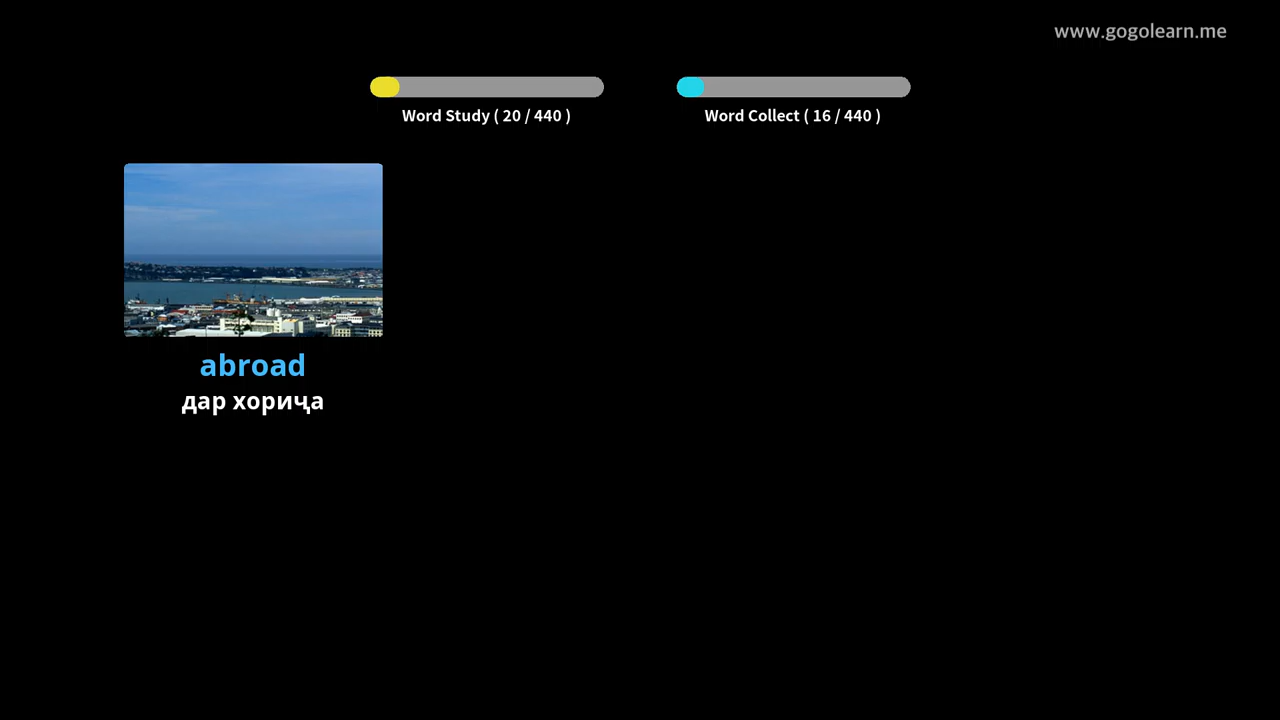 www.gogolearn.me
Word Study ( 20 / 440 )
Word Collect ( 16 / 440 )
abroad
дар хориҷа